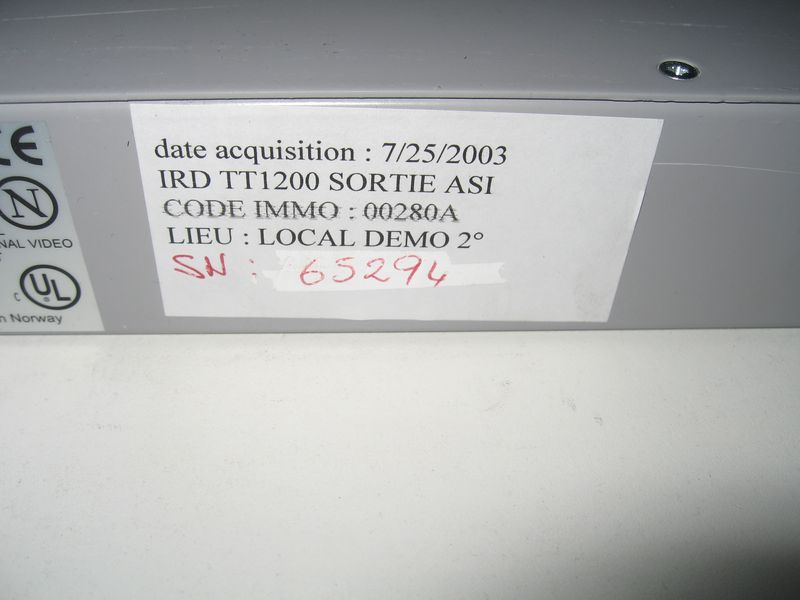 CE
N
NAL VIDEO
c UL ®
n Norway
date acquisition : 7/25/2003
IRD TT1200 SORTIE ASI
CODE IMMO : 00280A
LIEU : LOCAL DEMO 2°
SN : 65294